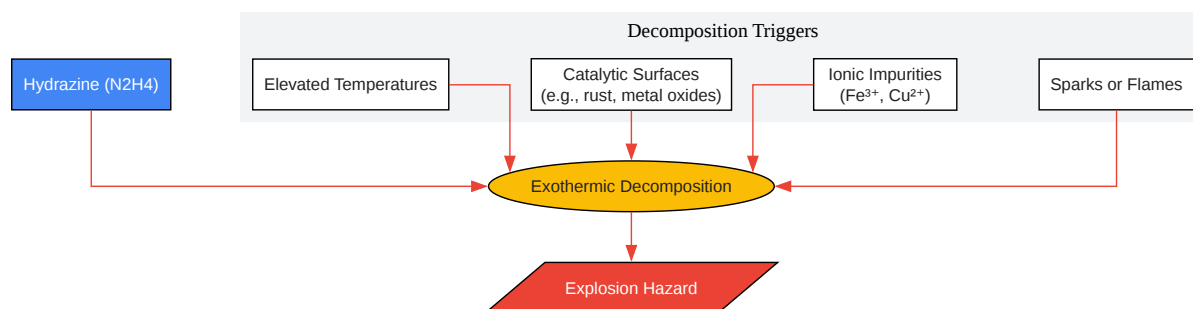 Decomposition Triggers
Hydrazine (N2H4)
Elevated Temperatures
Catalytic Surfaces
(e.g., rust, metal oxides)
Ionic Impurities
(Fe³⁺, Cu²⁺)
Sparks or Flames
Exothermic Decomposition
Explosion Hazard